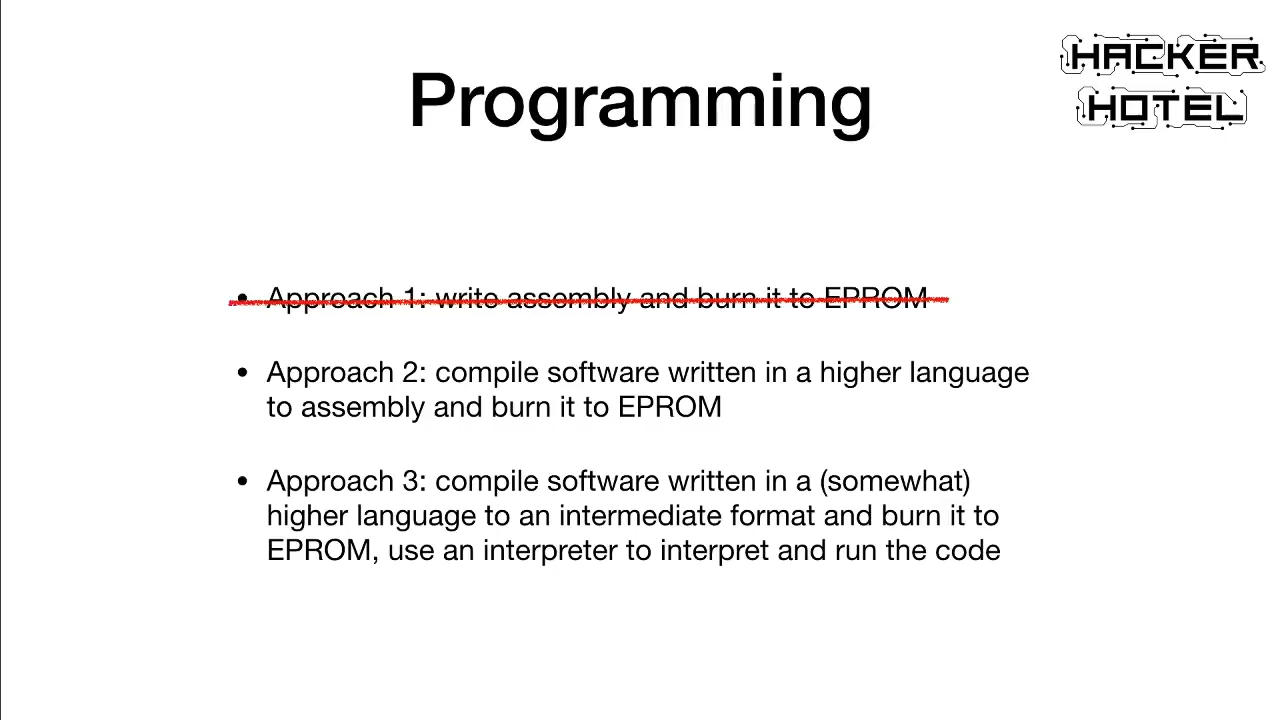 HACKER
HOTEL
Programming
• Approach 1: write assembly and burn it to EPROM
• Approach 2: compile software written in a higher language
to assembly and burn it to EPROM
• Approach 3: compile software written in a (somewhat)
higher language to an intermediate format and burn it to
EPROM, use an interpreter to interpret and run the code